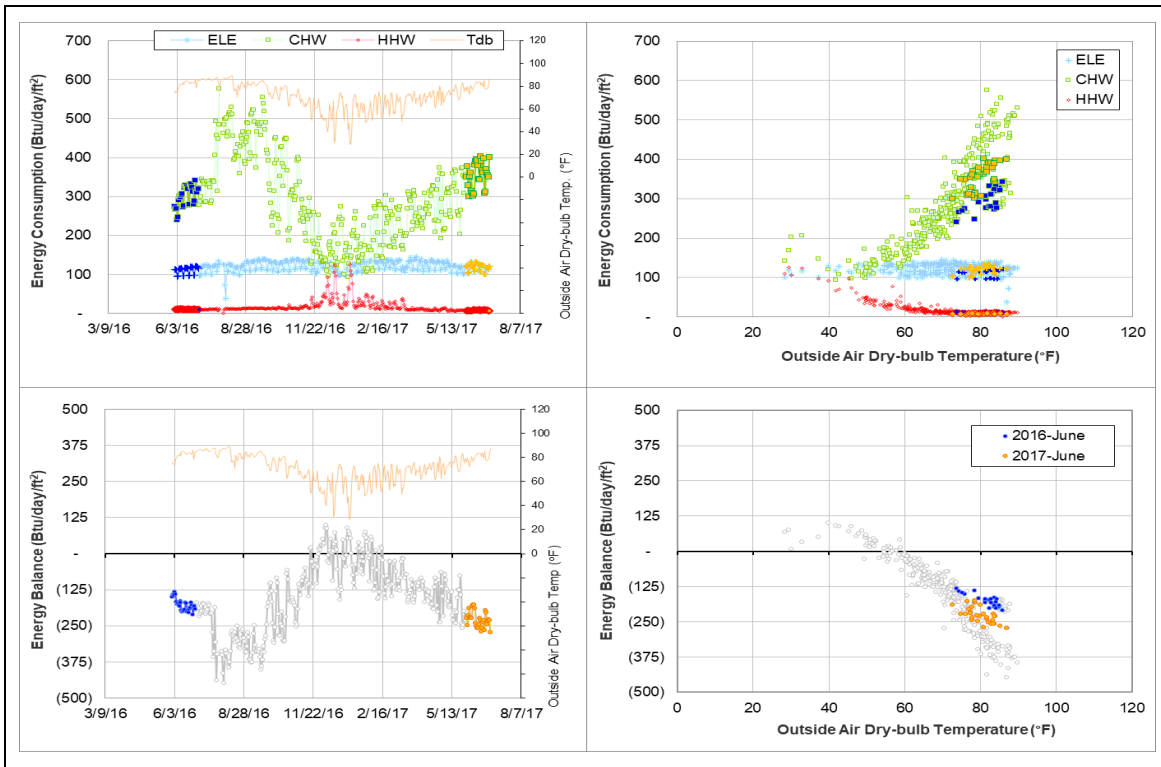 ELE CHW HHW Tdb
Energy Consumption (Btu/day/ft²)
700
600
500
400
300
200
100
-
120
100
80
60
40
20
0
Outside Air Dry-bulb Temp. (°F)
3/9/16 6/3/16 8/28/16 11/22/16 2/16/17 5/13/17 8/7/17
Energy Consumption (Btu/day/ft²)
700
600
500
400
300
200
100
-
ELE
CHW
HHW
0 20 40 60 80 100 120
Outside Air Dry-bulb Temperature (°F)
Energy Balance (Btu/day/ft²)
500
375
250
125
-
(125)
(250)
(375)
(500)
120
100
80
60
40
20
0
Outside Air Dry-bulb Temp (°F)
3/9/16 6/3/16 8/28/16 11/22/16 2/16/17 5/13/17 8/7/17
Energy Balance (Btu/day/ft²)
500
375
250
125
-
(125)
(250)
(375)
(500)
2016-June
2017-June
0 20 40 60 80 100 120
Outside Air Dry-bulb Temperature (°F)